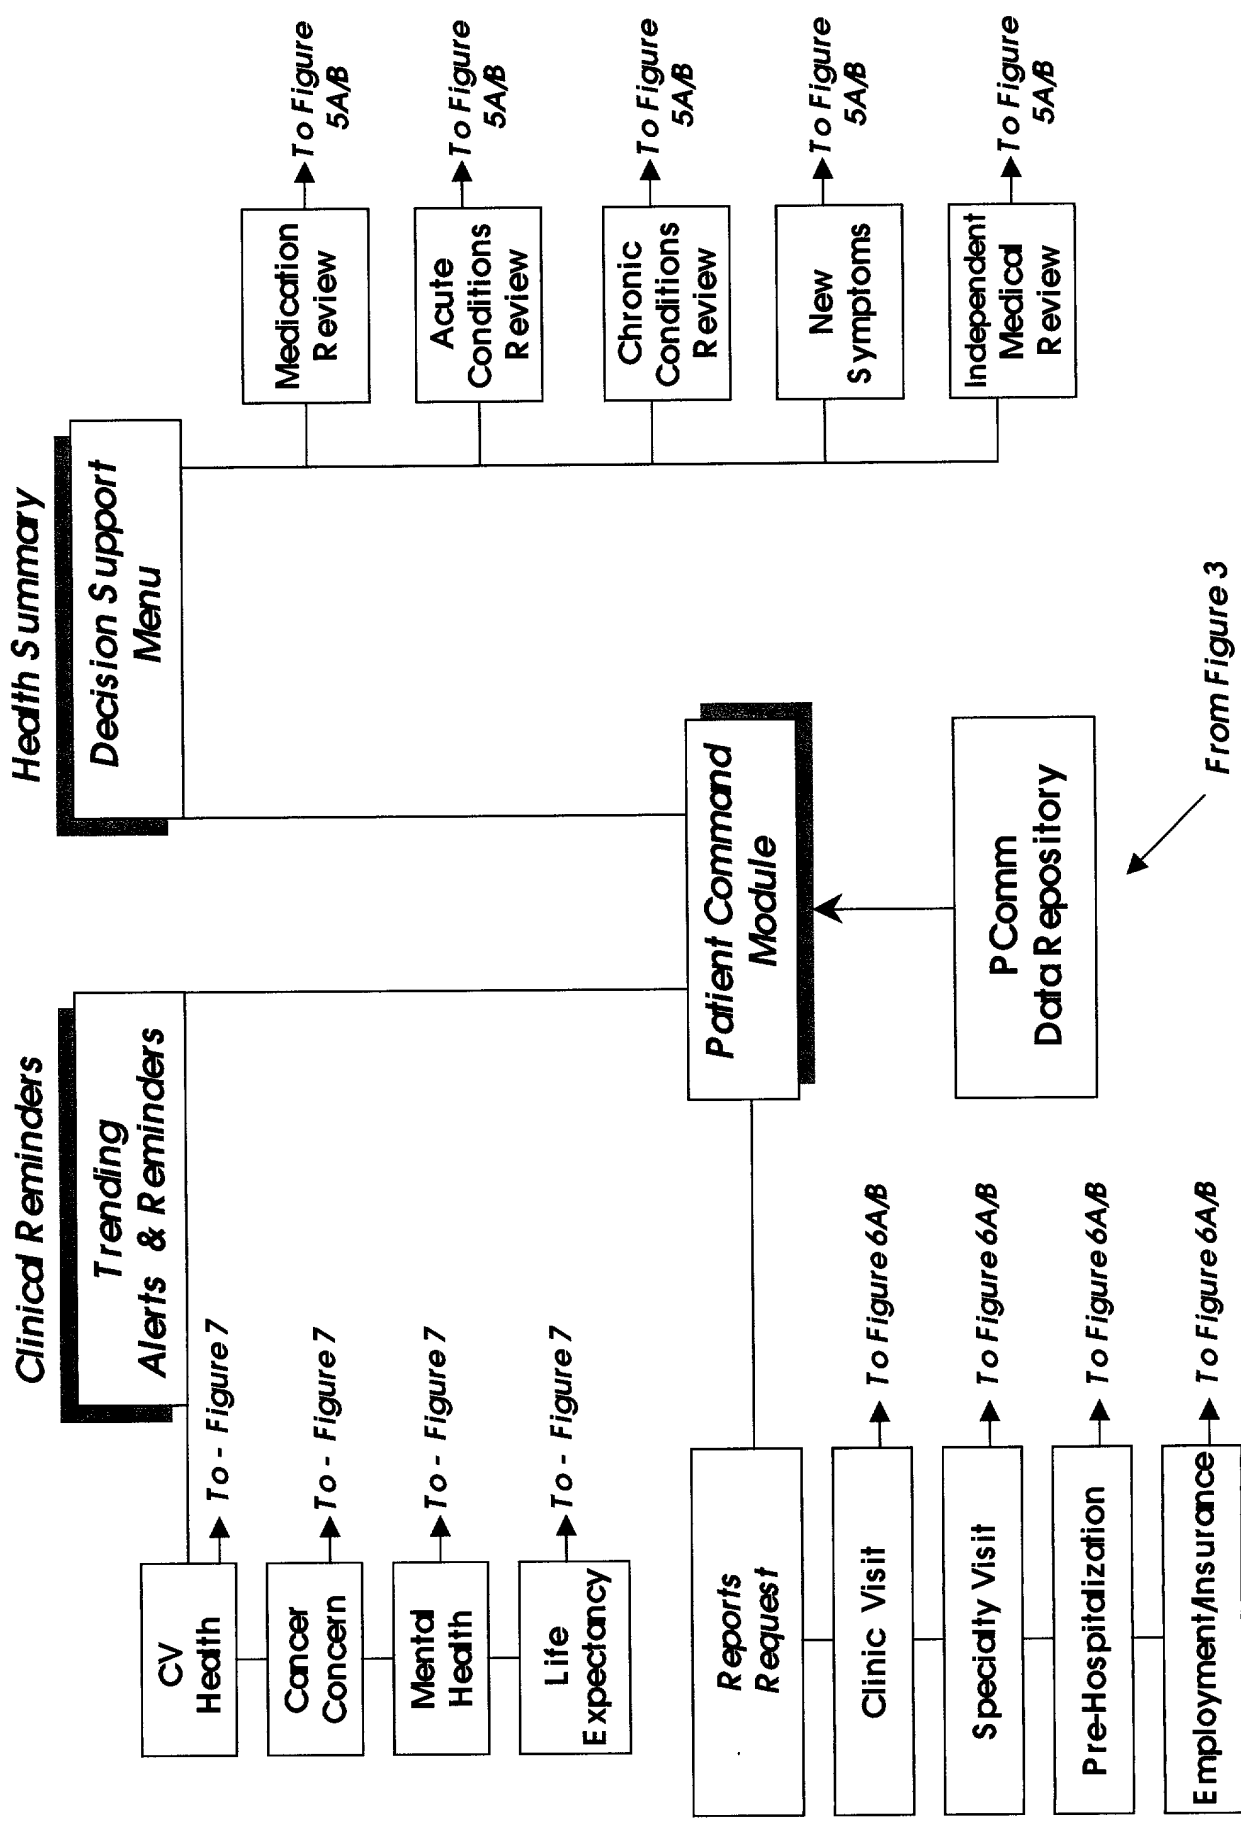 Clinical Reminders
Trending
Alerts & Reminders
Health Summary
Decision Support
Menu
CV
Health
To - Figure 7
Cancer
Concern
To - Figure 7
Mental
Health
To - Figure 7
Life
Expectancy
To - Figure 7
Medication
Review
To Figure
5A/B
Acute
Conditions
Review
To Figure
5A/B
Chronic
Conditions
Review
To Figure
5A/B
New
Symptoms
To Figure
5A/B
Independent
Medical
Review
To Figure
5A/B
Patient Command
Module
PComm
Data Repository
From Figure 3
Reports
Request
Clinic Visit
To Figure 6A/B
Specialty Visit
To Figure 6A/B
Pre-Hospitalization
To Figure 6A/B
Employment/Insurance
To Figure 6A/B